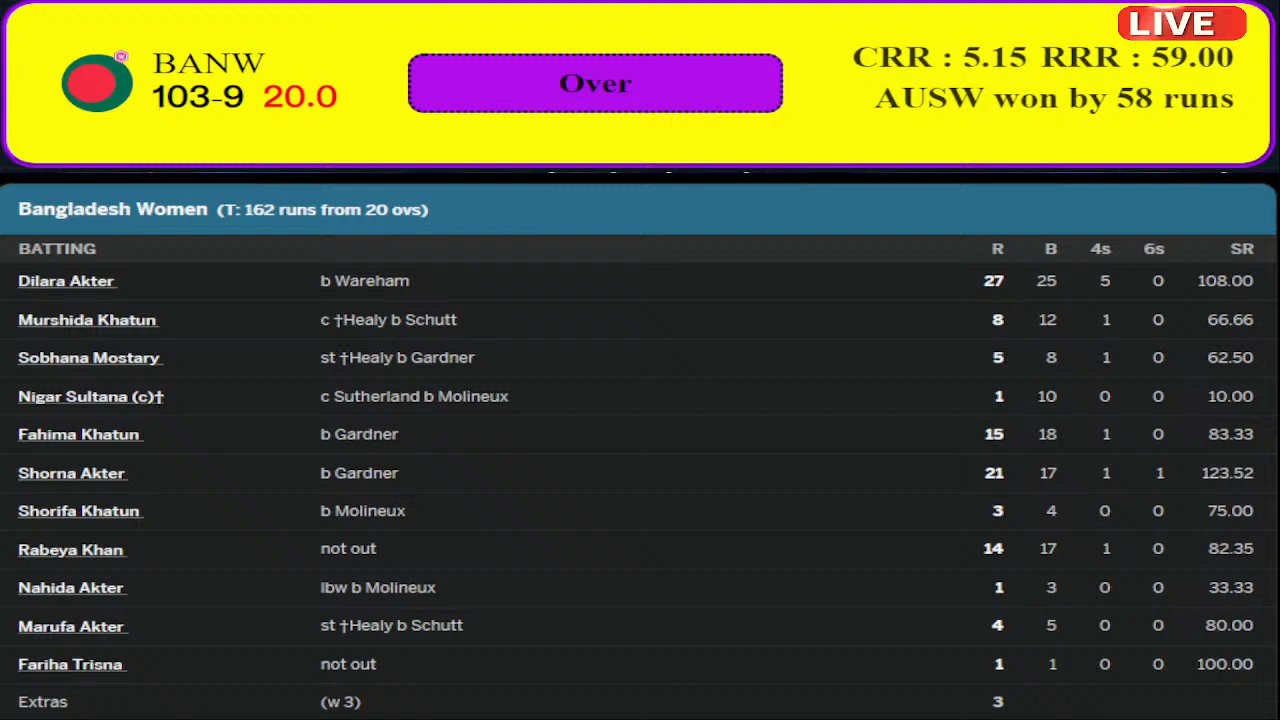 LIVE
BANW
103-9 20.0
Over
CRR : 5.15 RRR : 59.00
AUSW won by 58 runs
Bangladesh Women (T: 162 runs from 20 ovs)
BATTING R B 4s 6s SR
Dilara Akter b Wareham 27 25 5 0 108.00
Murshida Khatun c †Healy b Schutt 8 12 1 0 66.66
Sobhana Mostary st †Healy b Gardner 5 8 1 0 62.50
Nigar Sultana (c)† c Sutherland b Molineux 1 10 0 0 10.00
Fahima Khatun b Gardner 15 18 1 0 83.33
Shorna Akter b Gardner 21 17 1 1 123.52
Shorifa Khatun b Molineux 3 4 0 0 75.00
Rabeya Khan not out 14 17 1 0 82.35
Nahida Akter lbw b Molineux 1 3 0 0 33.33
Marufa Akter st †Healy b Schutt 4 5 0 0 80.00
Fariha Trisna not out 1 1 0 0 100.00
Extras (w 3) 3